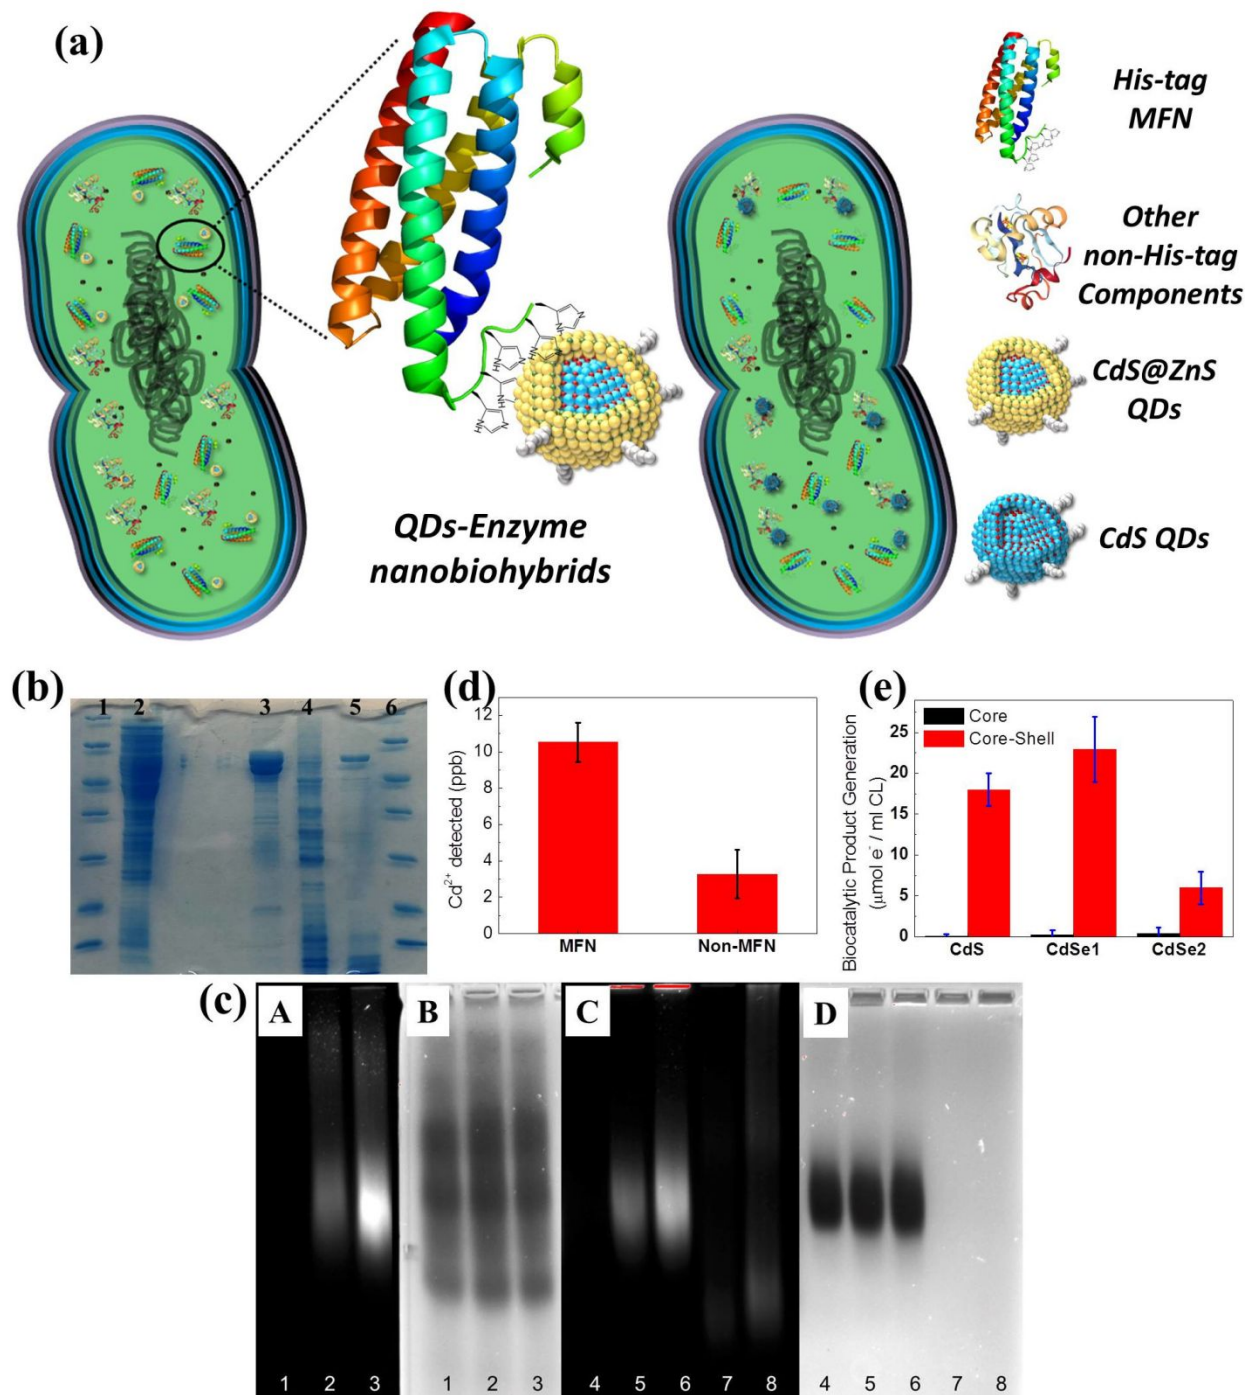 (a)
His-tag
MFN
Other
non-His-tag
Components
CdS@ZnS
QDs
CdS QDs
QDs-Enzyme
nanobiohybrids
NH
N
NH
N
NH
N
(b)
1 2 3 4 5 6
(d)
Cd²⁺ detected (ppb)
12
10
8
6
4
2
0
MFN Non-MFN
(e)
Biocatalytic Product Generation
(μmol e⁻ / ml CL)
Core
Core-Shell
25
20
15
10
5
0
CdS CdSe1 CdSe2
(c)
A B C D
1 2 3 1 2 3 4 5 6 7 8 4 5 6 7 8